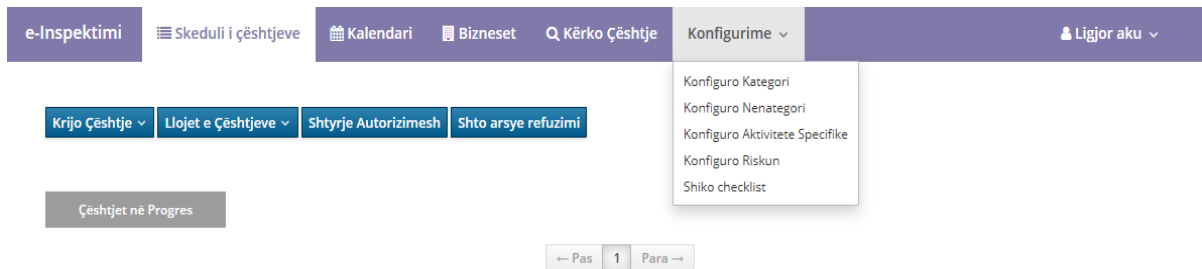 e-Inspektimi Skeduli i çështjeve Kalendari Bizneset Kërko Çështje Konfigurime Ligjor aku
Konfiguro Kategori
Konfiguro Nenategori
Konfiguro Aktivitete Specifike
Konfiguro Riskun
Shiko checklist
Krijo Çështje Llojet e Çështjeve Shtyrje Autorizimesh Shto arsye refuzimi
Çështjet në Progres
← Pas 1 Para →